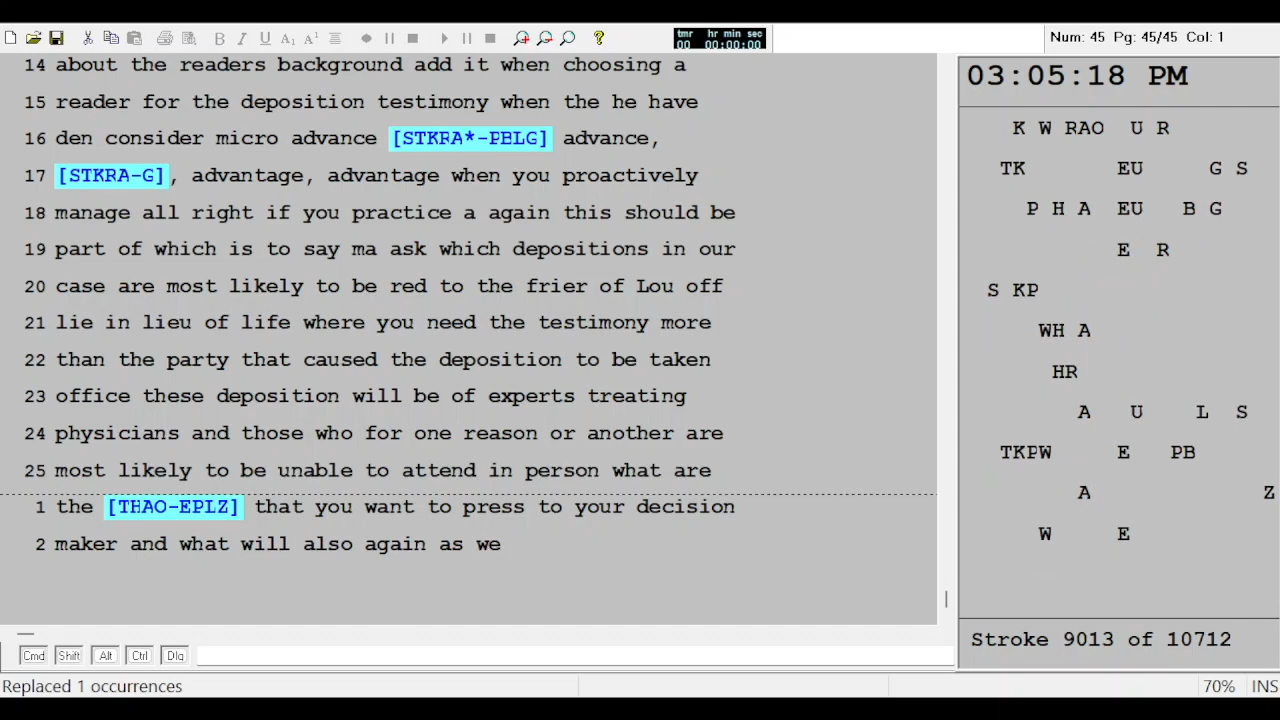 tmr hr min sec
00 00:00:00
Num: 45 Pg: 45/45 Col: 1
14 about the readers background add it when choosing a
15 reader for the deposition testimony when the he have
16 den consider micro advance [STKRA*-PBLG] advance,
17 [STKRA-G], advantage, advantage when you proactively
18 manage all right if you practice a again this should be
19 part of which is to say ma ask which depositions in our
20 case are most likely to be red to the frier of Lou off
21 lie in lieu of life where you need the testimony more
22 than the party that caused the deposition to be taken
23 office these deposition will be of experts treating
24 physicians and those who for one reason or another are
25 most likely to be unable to attend in person what are
1 the [THAO-EPLZ] that you want to press to your decision
2 maker and what will also again as we
03:05:18 PM
K W RAO U R
TK EU G S
P H A EU B G
E R
S KP
WH A
HR
A U L S
TKPW E PB
A Z
W E
Stroke 9013 of 10712
Cmd Shift Alt Ctrl Dlg
Replaced 1 occurrences
70% INS